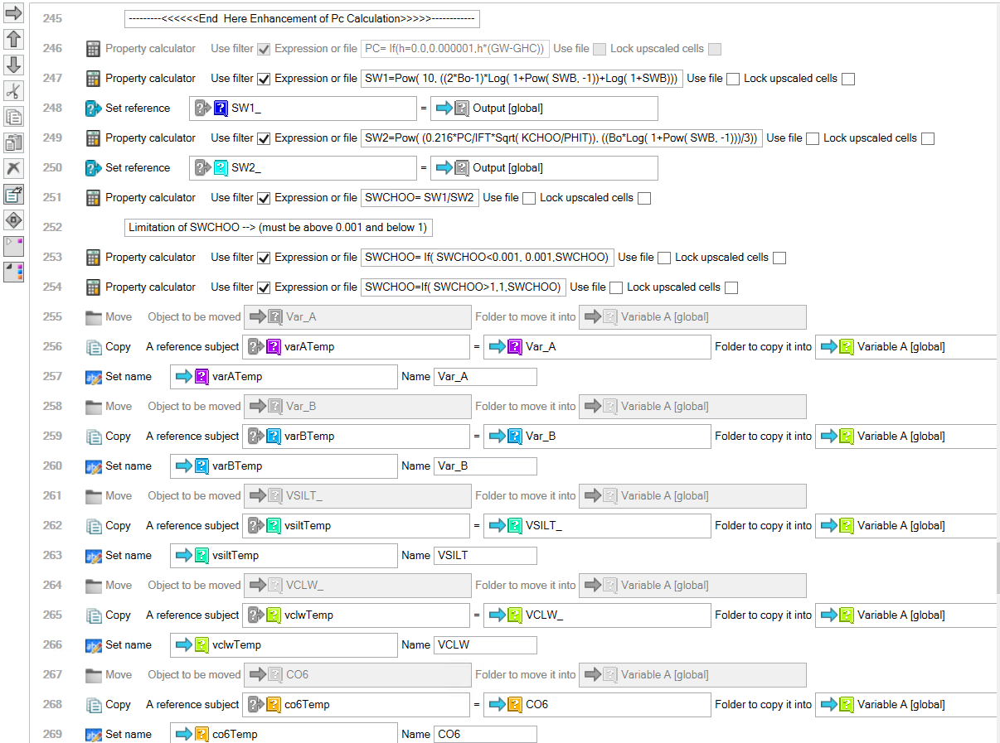 245 ---------<<<<<<End Here Enhancement of Pc Calculation>>>>>------------
246 Property calculator Use filter Expression or file PC= If(h=0.0,0.000001,h*(GW-GHC)) Use file Lock upscaled cells
247 Property calculator Use filter Expression or file SW1=Pow( 10, ((2*Bo-1)*Log( 1+Pow( SWB, -1))+Log( 1+SWB))) Use file Lock upscaled cells
248 Set reference SW1_ = Output [global]
249 Property calculator Use filter Expression or file SW2=Pow( (0.216*PC/IFT*Sqrt( KCHOO/PHIT)), ((Bo*Log( 1+Pow( SWB, -1)))/3)) Use file Lock upscaled cells
250 Set reference SW2_ = Output [global]
251 Property calculator Use filter Expression or file SWCHOO= SW1/SW2 Use file Lock upscaled cells
252 Limitation of SWCHOO --> (must be above 0.001 and below 1)
253 Property calculator Use filter Expression or file SWCHOO= If( SWCHOO<0.001, 0.001,SWCHOO) Use file Lock upscaled cells
254 Property calculator Use filter Expression or file SWCHOO=If( SWCHOO>1,1,SWCHOO) Use file Lock upscaled cells
255 Move Object to be moved Var_A Folder to move it into Variable A [global]
256 Copy A reference subject varATemp = Var_A Folder to copy it into Variable A [global]
257 Set name varATemp Name Var_A
258 Move Object to be moved Var_B Folder to move it into Variable A [global]
259 Copy A reference subject varBTemp = Var_B Folder to copy it into Variable A [global]
260 Set name varBTemp Name Var_B
261 Move Object to be moved VSILT_ Folder to move it into Variable A [global]
262 Copy A reference subject vsiltTemp = VSILT_ Folder to copy it into Variable A [global]
263 Set name vsiltTemp Name VSILT
264 Move Object to be moved VCLW_ Folder to move it into Variable A [global]
265 Copy A reference subject vclwTemp = VCLW_ Folder to copy it into Variable A [global]
266 Set name vclwTemp Name VCLW
267 Move Object to be moved CO6 Folder to move it into Variable A [global]
268 Copy A reference subject co6Temp = CO6 Folder to copy it into Variable A [global]
269 Set name co6Temp Name CO6